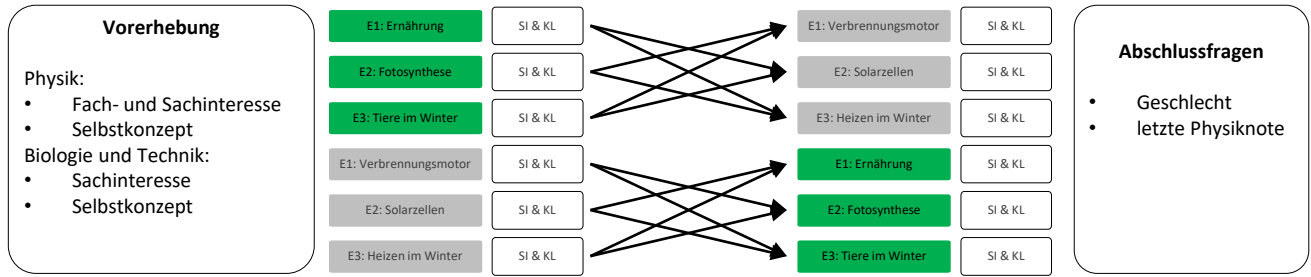 Vorerhebung
Physik:
• Fach- und Sachinteresse
• Selbstkonzept
Biologie und Technik:
• Sachinteresse
• Selbstkonzept
E1: Ernährung
SI & KL
E2: Fotosynthese
SI & KL
E3: Tiere im Winter
SI & KL
E1: Verbrennungsmotor
SI & KL
E2: Solarzellen
SI & KL
E3: Heizen im Winter
SI & KL
E1: Verbrennungsmotor
SI & KL
E2: Solarzellen
SI & KL
E3: Heizen im Winter
SI & KL
E1: Ernährung
SI & KL
E2: Fotosynthese
SI & KL
E3: Tiere im Winter
SI & KL
Abschlussfragen
• Geschlecht
• letzte Physiknote